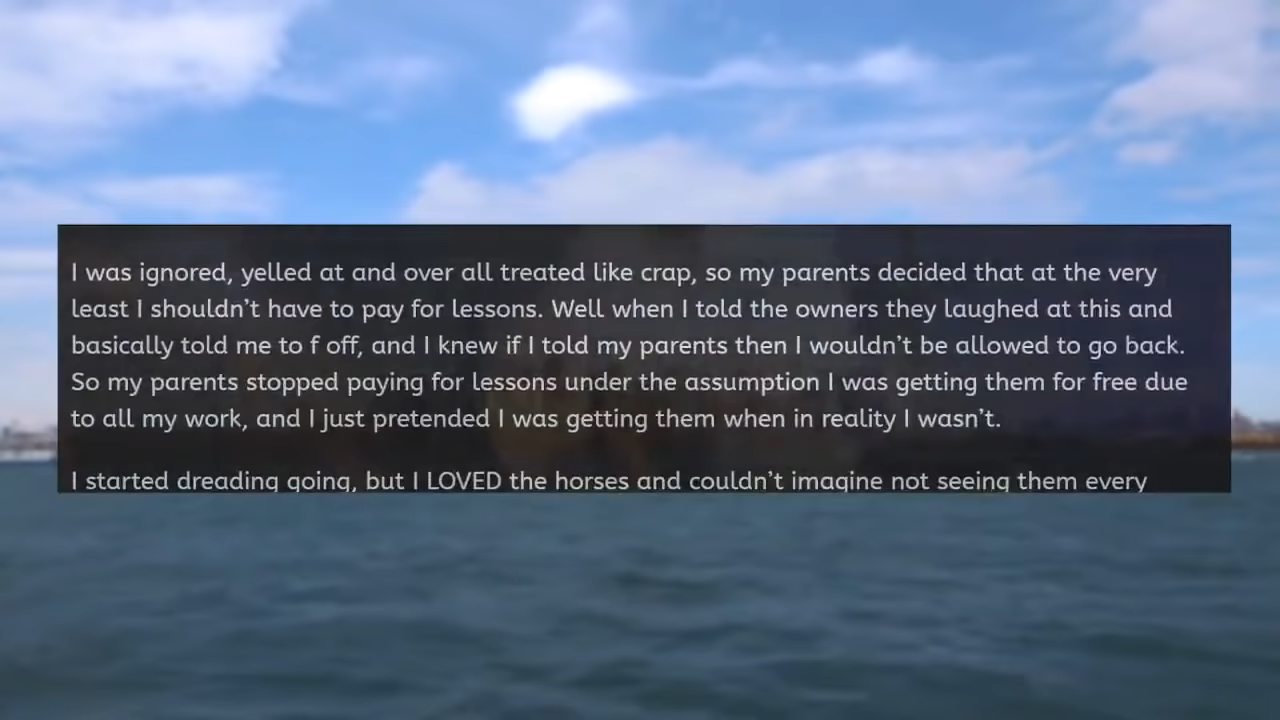 I was ignored, yelled at and over all treated like crap, so my parents decided that at the very
least I shouldn't have to pay for lessons. Well when I told the owners they laughed at this and
basically told me to f off, and I knew if I told my parents then I wouldn't be allowed to go back.
So my parents stopped paying for lessons under the assumption I was getting them for free due
to all my work, and I just pretended I was getting them when in reality I wasn't.
I started dreading going, but I LOVED the horses and couldn't imagine not seeing them every